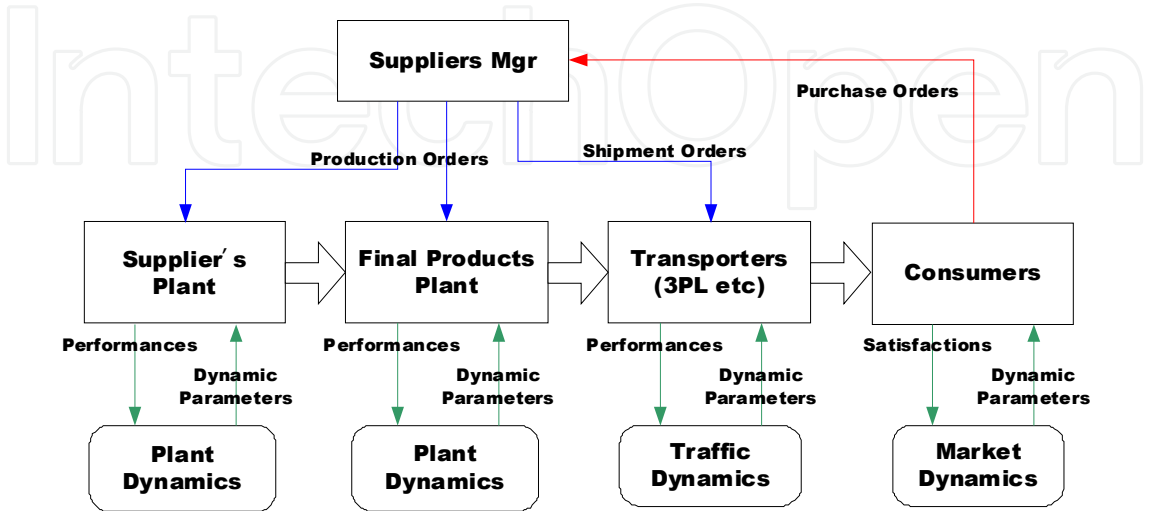 IntechOpen
Suppliers Mgr
Purchase Orders
Production Orders
Shipment Orders
Supplier's
Plant
Final Products
Plant
Transporters
(3PL etc)
Consumers
Performances
Dynamic
Parameters
Performances
Dynamic
Parameters
Performances
Dynamic
Parameters
Satisfactions
Dynamic
Parameters
Plant
Dynamics
Plant
Dynamics
Traffic
Dynamics
Market
Dynamics